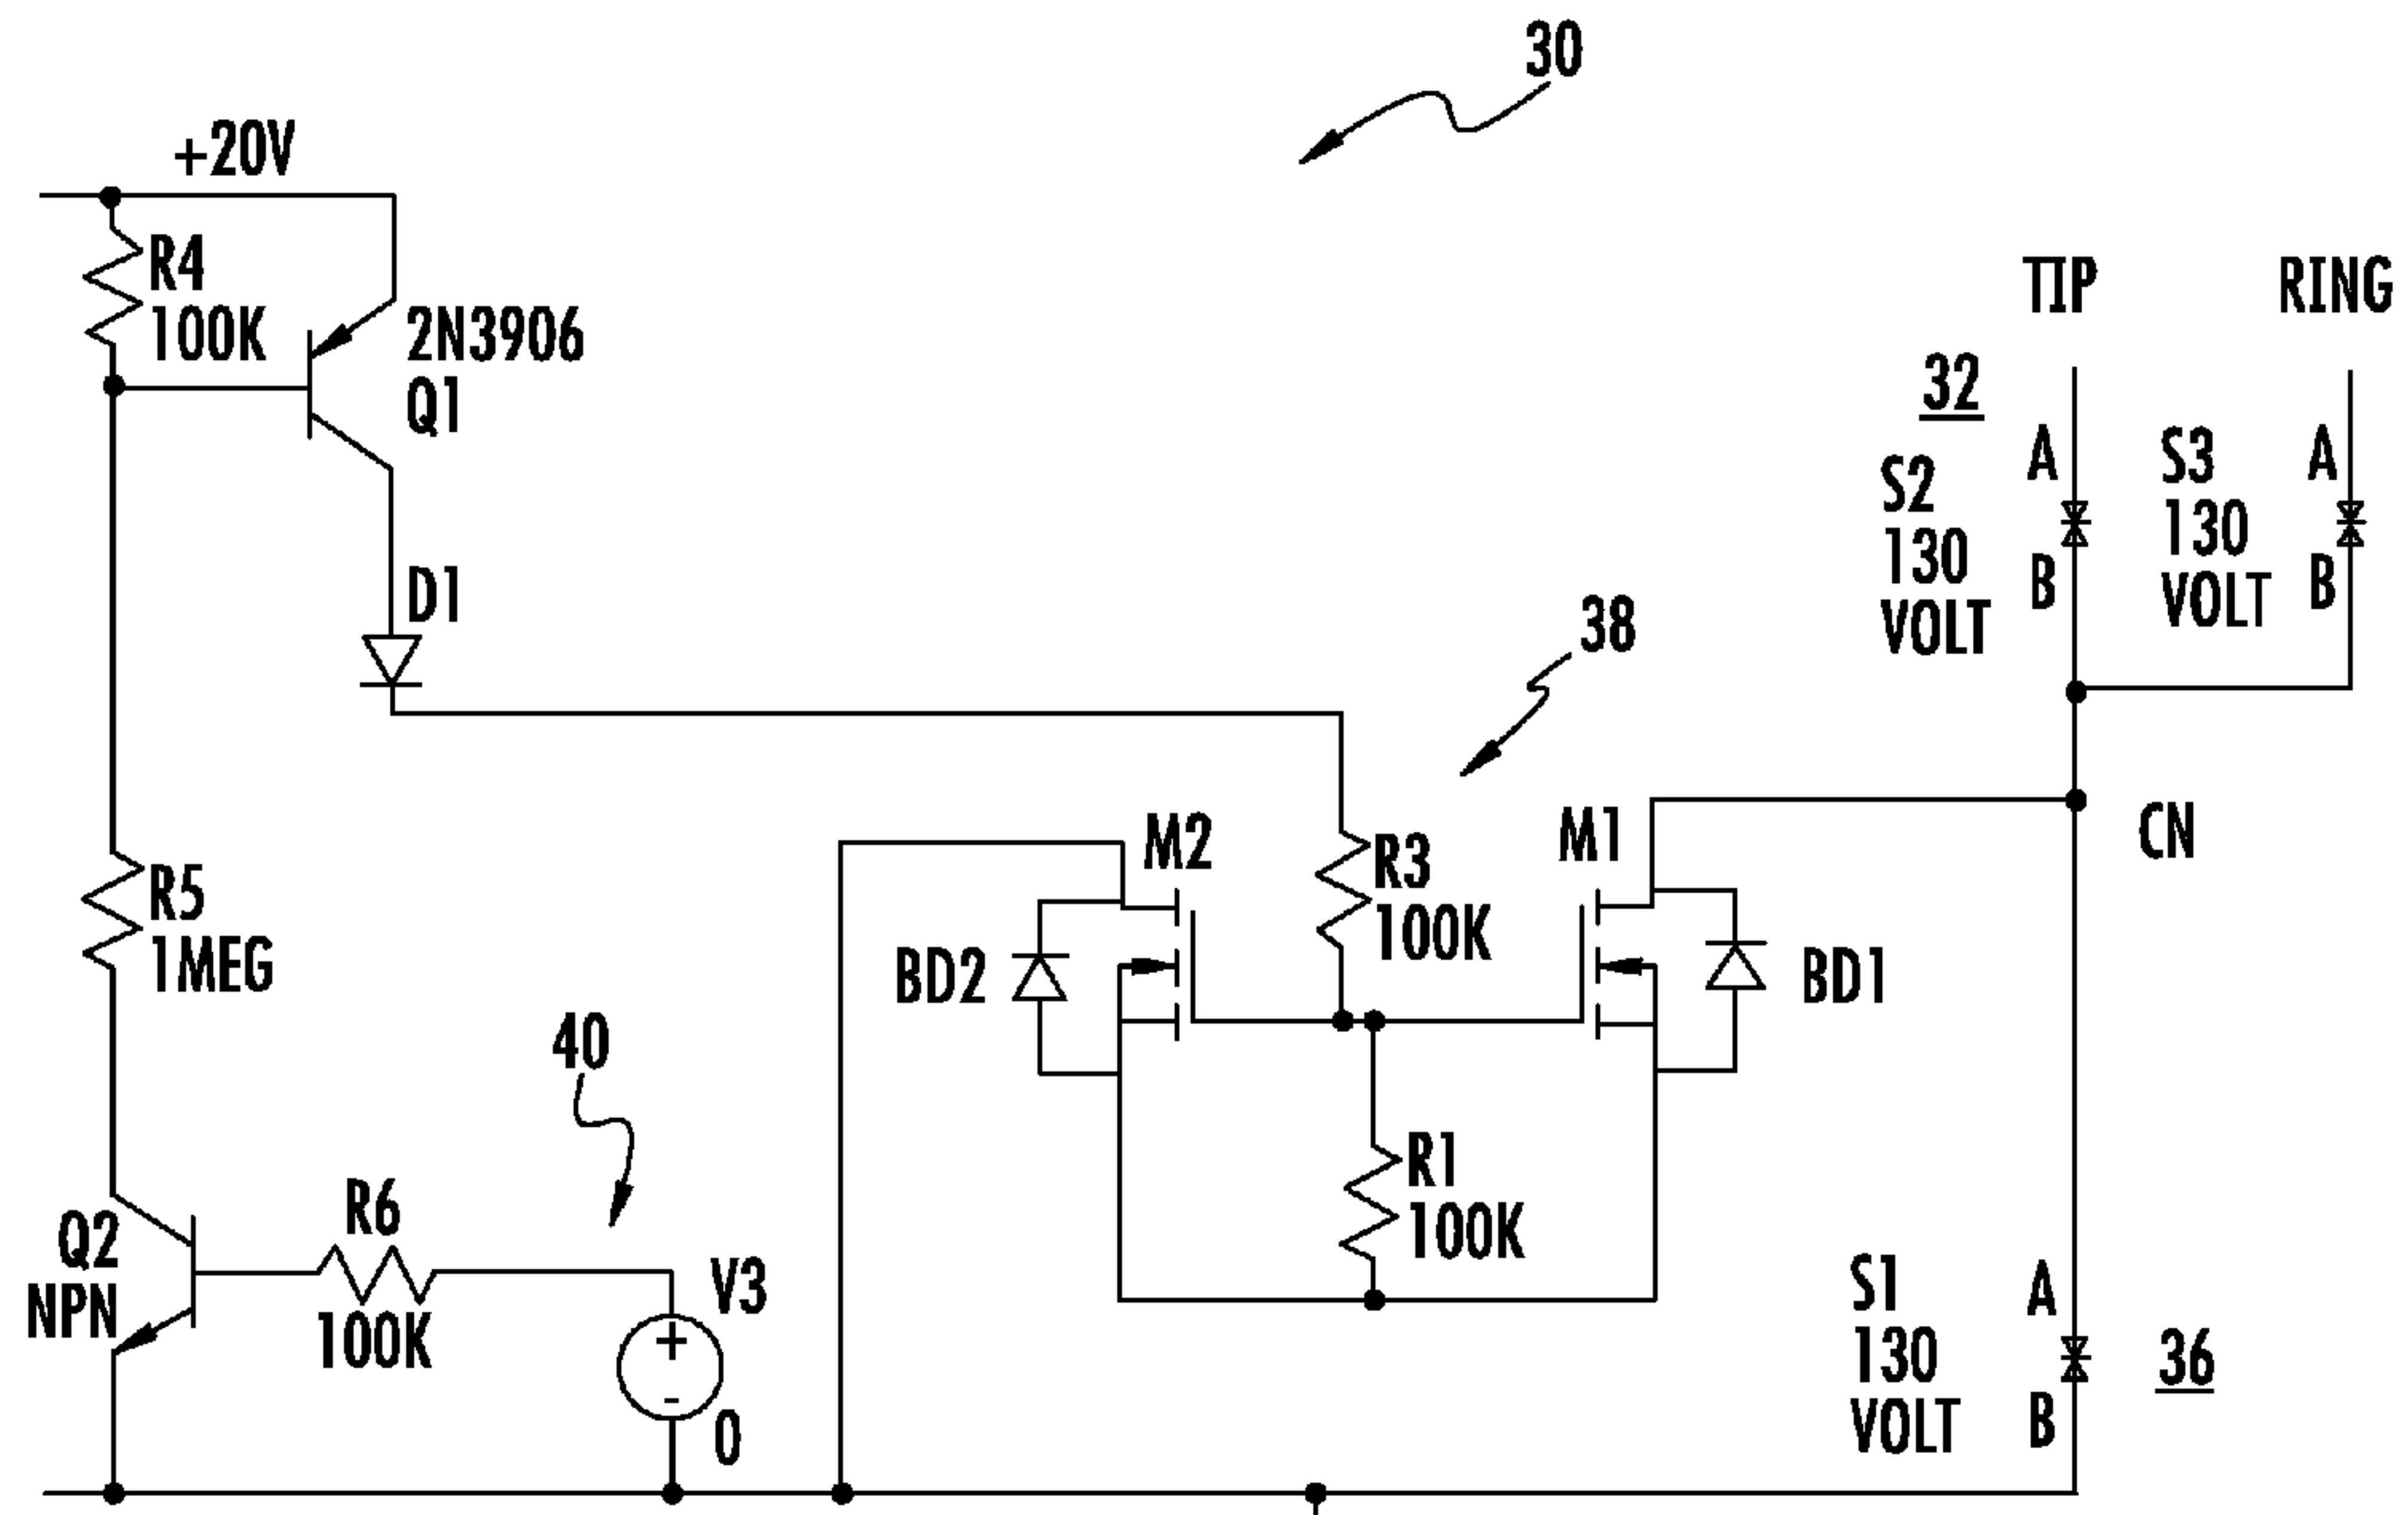 30
+20V
R4
100K
2N3906
Q1
TIP
RING
32
A
S2
130
VOLT
B
S3
130
VOLT
A
B
D1
38
M2
R3
100K
M1
CN
R5
1MEG
BD2
BD1
40
R1
100K
Q2
NPN
R6
100K
V3
+
-
0
S1
130
VOLT
A
B
36